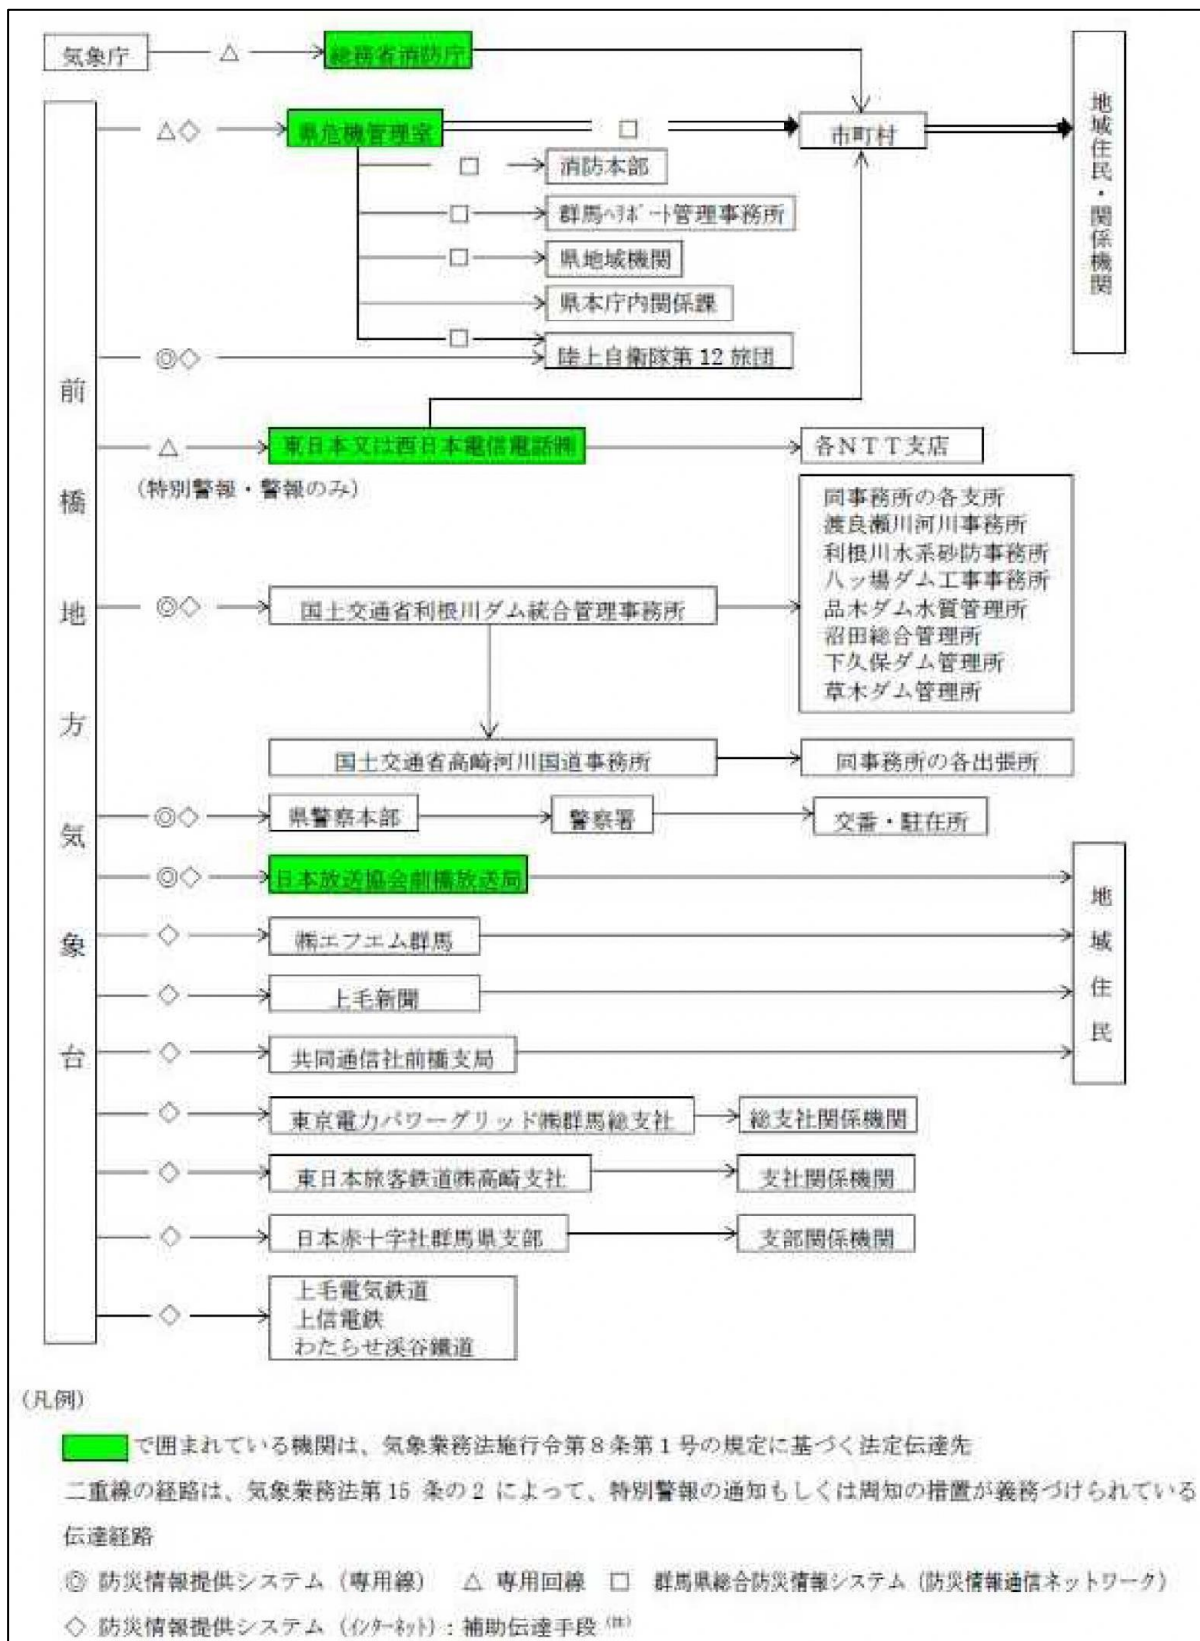 気象庁 △ 総務省消防庁
△◇ 県危機管理室 □ 市町村
地域住民・関係機関
□ 消防本部
□ 群馬ヘリポート管理事務所
□ 県地域機関
県本庁内関係課
□
◎◇ 陸上自衛隊第12旅団
前橋地方気象台
△ 東日本又は西日本電信電話㈱ 各NTT支店
(特別警報・警報のみ)
同事務所の各支所
渡良瀬川河川事務所
利根川水系砂防事務所
八ッ場ダム工事事務所
品木ダム水質管理所
沼田総合管理所
下久保ダム管理所
草木ダム管理所
◎◇ 国土交通省利根川ダム統合管理事務所
国土交通省高崎河川国道事務所 同事務所の各出張所
◎◇ 県警察本部 警察署 交番・駐在所
◎◇ 日本放送協会前橋放送局
地域住民
◇ ㈱エフエム群馬
◇ 上毛新聞
◇ 共同通信社前橋支局
◇ 東京電力パワーグリッド㈱群馬総支社 総支社関係機関
◇ 東日本旅客鉄道㈱高崎支社 支社関係機関
◇ 日本赤十字社群馬県支部 支部関係機関
上毛電気鉄道
◇ 上信電鉄
わたらせ渓谷鐵道
(凡例)
で囲まれている機関は、気象業務法施行令第8条第1号の規定に基づく法定伝達先
二重線の経路は、気象業務法第15 条の2 によって、特別警報の通知もしくは周知の措置が義務づけられている
伝達経路
◎ 防災情報提供システム (専用線) △ 専用回線 □ 群馬県総合防災情報システム (防災情報通信ネットワーク)
◇ 防災情報提供システム (インターネット) : 補助伝達手段